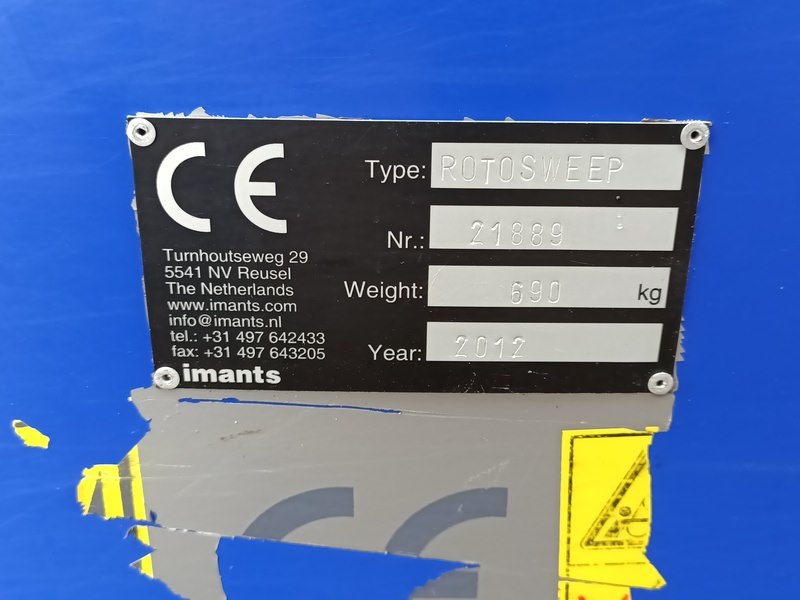 CE
Type: ROTOSWEEP
Nr.: 21889
Weight: 690 kg
Year: 2012
Turnhoutseweg 29
5541 NV Reusel
The Netherlands
www.imants.com
info@imants.nl
tel.: +31 497 642433
fax: +31 497 643205
imants
CE